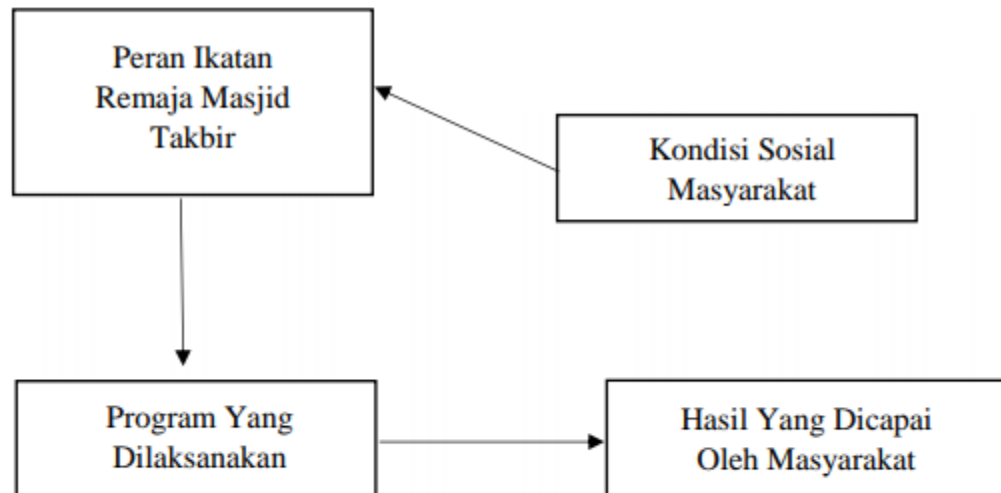 Peran Ikatan
Remaja Masjid
Takbir
Kondisi Sosial
Masyarakat
Program Yang
Dilaksanakan
Hasil Yang Dicapai
Oleh Masyarakat